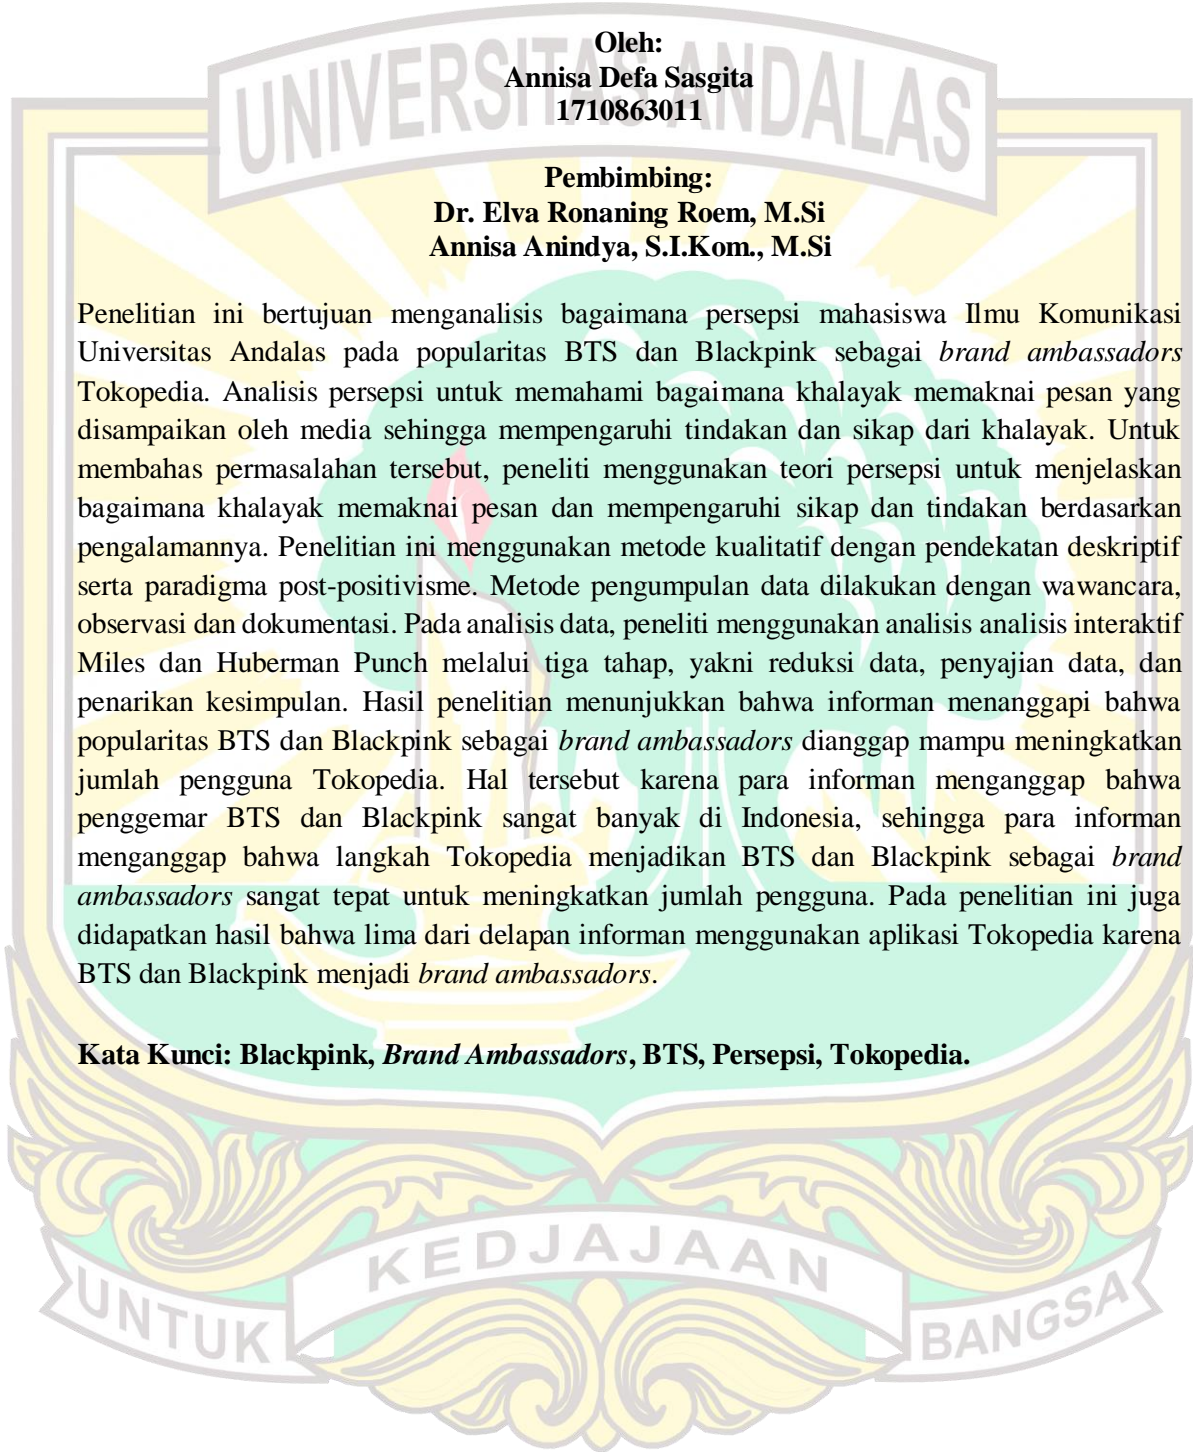 UNIVERSITAS ANDALAS
Oleh:
Annisa Defa Sasgita
1710863011
Pembimbing:
Dr. Elva Ronaning Roem, M.Si
Annisa Anindya, S.I.Kom., M.Si
Penelitian ini bertujuan menganalisis bagaimana persepsi mahasiswa Ilmu Komunikasi
Universitas Andalas pada popularitas BTS dan Blackpink sebagai brand ambassadors
Tokopedia. Analisis persepsi untuk memahami bagaimana khalayak memaknai pesan yang
disampaikan oleh media sehingga mempengaruhi tindakan dan sikap dari khalayak. Untuk
membahas permasalahan tersebut, peneliti menggunakan teori persepsi untuk menjelaskan
bagaimana khalayak memaknai pesan dan mempengaruhi sikap dan tindakan berdasarkan
pengalamannya. Penelitian ini menggunakan metode kualitatif dengan pendekatan deskriptif
serta paradigma post-positivisme. Metode pengumpulan data dilakukan dengan wawancara,
observasi dan dokumentasi. Pada analisis data, peneliti menggunakan analisis analisis interaktif
Miles dan Huberman Punch melalui tiga tahap, yakni reduksi data, penyajian data, dan
penarikan kesimpulan. Hasil penelitian menunjukkan bahwa informan menanggapi bahwa
popularitas BTS dan Blackpink sebagai brand ambassadors dianggap mampu meningkatkan
jumlah pengguna Tokopedia. Hal tersebut karena para informan menganggap bahwa
penggemar BTS dan Blackpink sangat banyak di Indonesia, sehingga para informan
menganggap bahwa langkah Tokopedia menjadikan BTS dan Blackpink sebagai brand
ambassadors sangat tepat untuk meningkatkan jumlah pengguna. Pada penelitian ini juga
didapatkan hasil bahwa lima dari delapan informan menggunakan aplikasi Tokopedia karena
BTS dan Blackpink menjadi brand ambassadors.
Kata Kunci: Blackpink, Brand Ambassadors, BTS, Persepsi, Tokopedia.
UNTUK KEDJAJAAN BANGSA